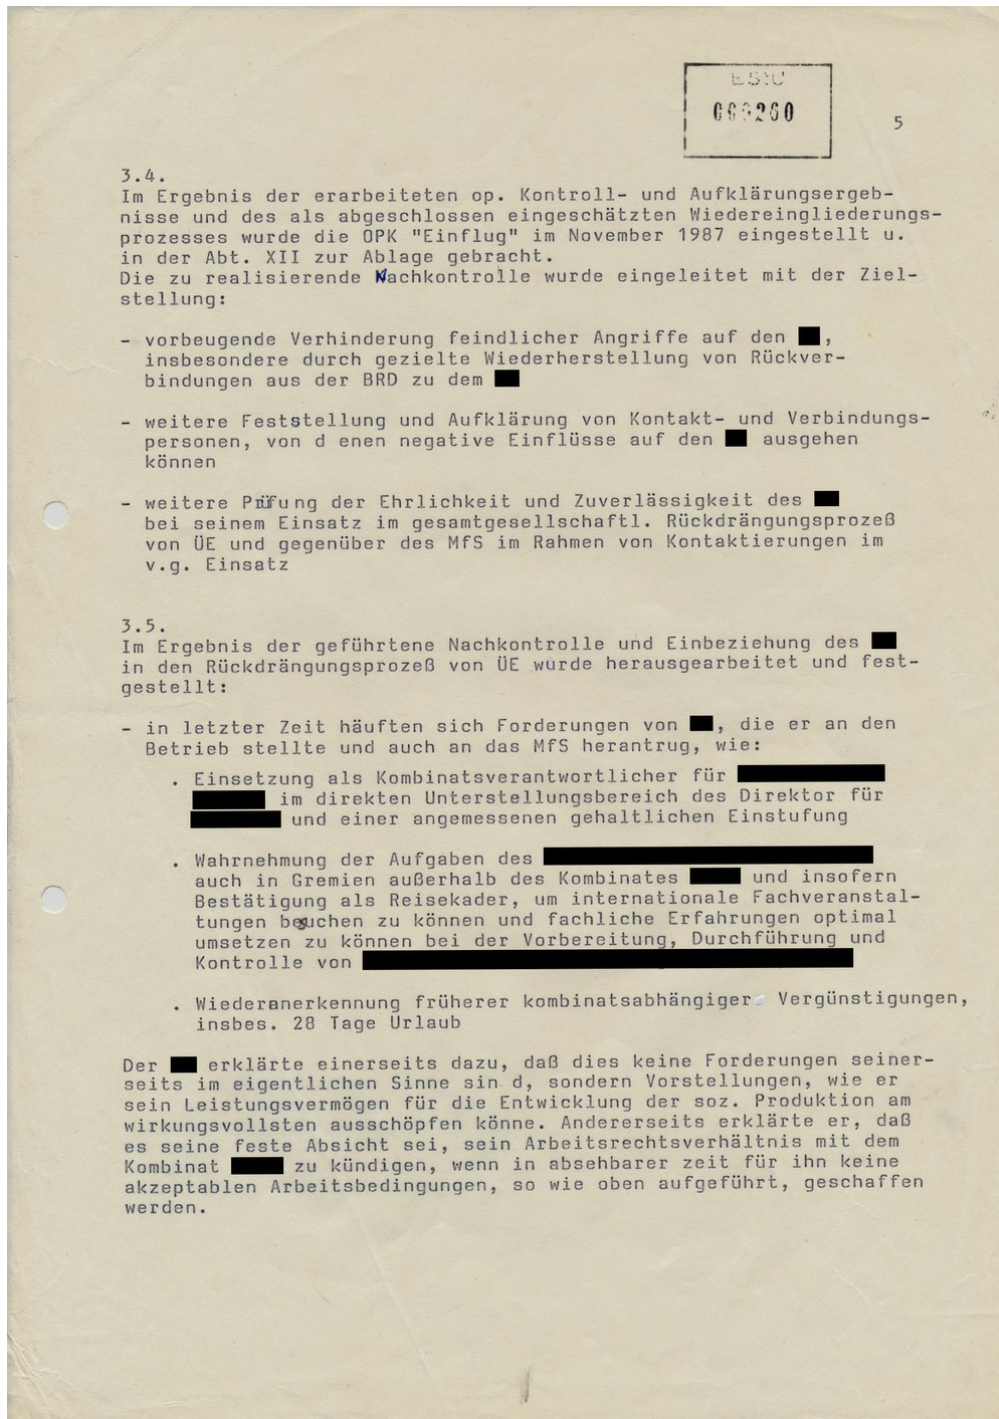 5
3.4.
Im Ergebnis der erarbeiteten op. Kontroll- und Aufklärungsergeb-
nisse und des als abgeschlossen eingeschätzten Wiedereingliederungs-
prozesses wurde die OPK "Einflug" im November 1987 eingestellt u.
in der Abt. XII zur Ablage gebracht.
Die zu realisierende Nachkontrolle wurde eingeleitet mit der Ziel-
stellung:
- vorbeugende Verhinderung feindlicher Angriffe auf den ,
insbesondere durch gezielte Wiederherstellung von Rückver-
bindungen aus der BRD zu dem
- weitere Feststellung und Aufklärung von Kontakt- und Verbindungs-
personen, von d enen negative Einflüsse auf den ausgehen
können
- weitere Prüfung der Ehrlichkeit und Zuverlässigkeit des
bei seinem Einsatz im gesamtgesellschaftl. Rückdrängungsprozeß
von ÜE und gegenüber des MfS im Rahmen von Kontaktierungen im
v.g. Einsatz
3.5.
Im Ergebnis der geführtene Nachkontrolle und Einbeziehung des
in den Rückdrängungsprozeß von ÜE wurde herausgearbeitet und fest-
gestellt:
- in letzter Zeit häuften sich Forderungen von , die er an den
Betrieb stellte und auch an das MfS herantrug, wie:
. Einsetzung als Kombinatsverantwortlicher für
im direkten Unterstellungsbereich des Direktor für
und einer angemessenen gehaltlichen Einstufung
. Wahrnehmung der Aufgaben des
auch in Gremien außerhalb des Kombinates und insofern
Bestätigung als Reisekader, um internationale Fachveranstal-
tungen besuchen zu können und fachliche Erfahrungen optimal
umsetzen zu können bei der Vorbereitung, Durchführung und
Kontrolle von
. Wiederanerkennung früherer kombinatsabhängiger Vergünstigungen,
insbes. 28 Tage Urlaub
Der erklärte einerseits dazu, daß dies keine Forderungen seiner-
seits im eigentlichen Sinne sin d, sondern Vorstellungen, wie er
sein Leistungsvermögen für die Entwicklung der soz. Produktion am
wirkungsvollsten ausschöpfen könne. Andererseits erklärte er, daß
es seine feste Absicht sei, sein Arbeitsrechtsverhältnis mit dem
Kombinat zu kündigen, wenn in absehbarer zeit für ihn keine
akzeptablen Arbeitsbedingungen, so wie oben aufgeführt, geschaffen
werden.